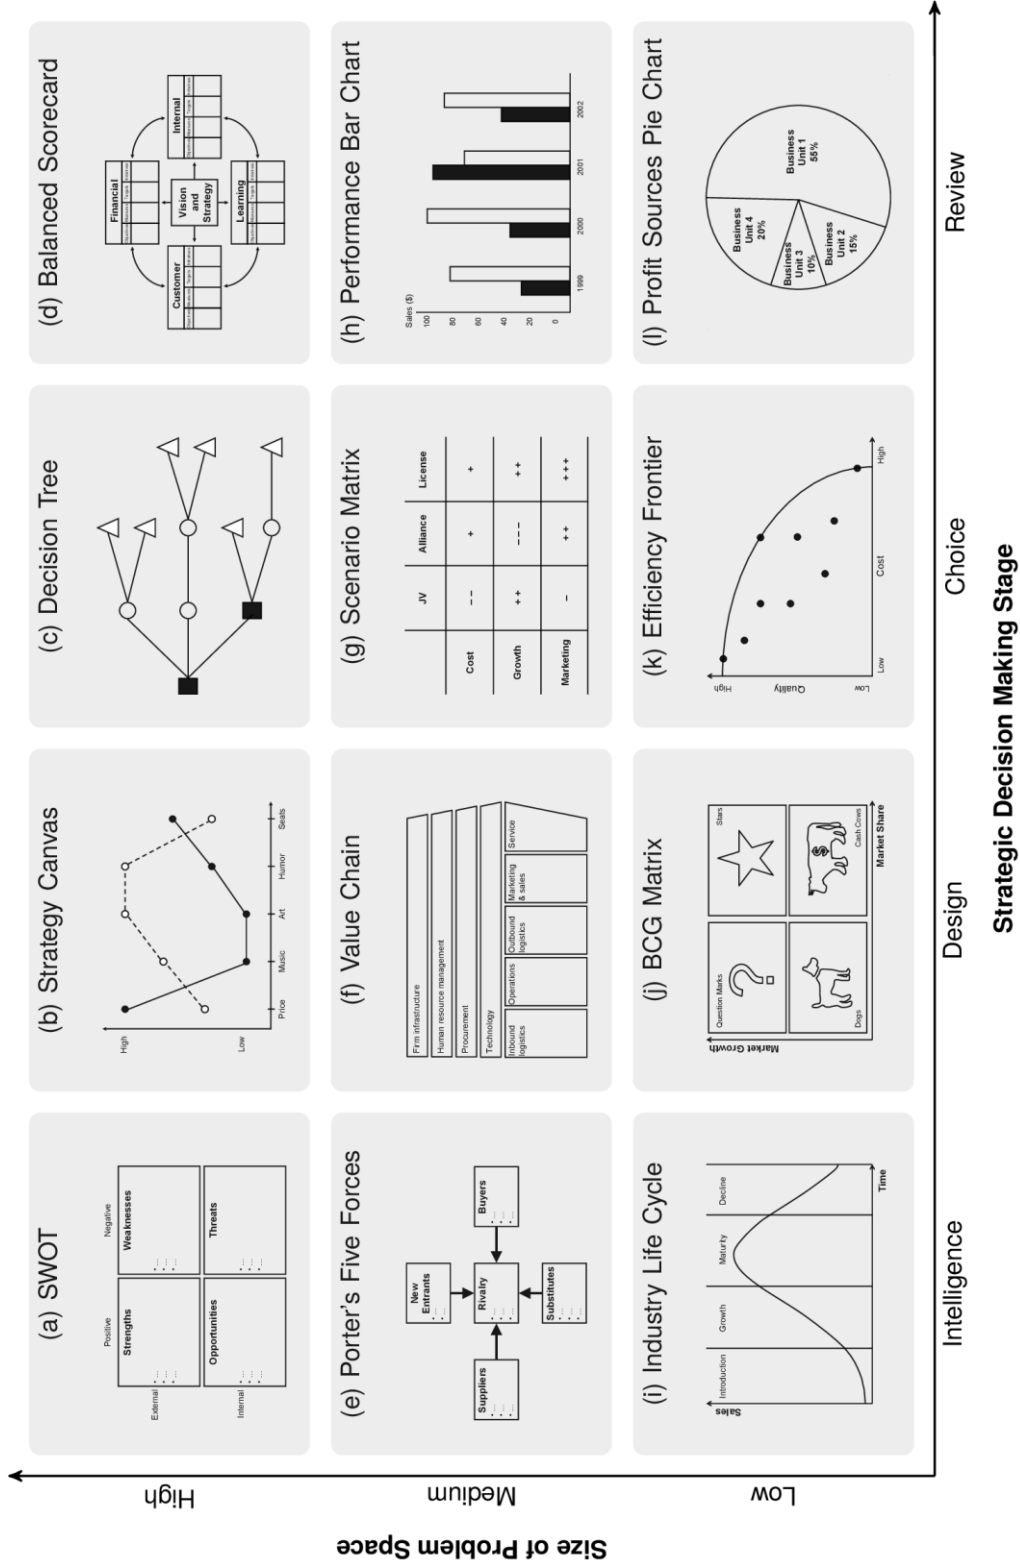 (a) SWOT
Positive
Negative
External
Internal
Strengths
• ...
• ...
• ...
Weaknesses
• ...
• ...
• ...
Opportunities
• ...
• ...
• ...
Threats
• ...
• ...
• ...
(b) Strategy Canvas
High
Low
Price
Music
Art
Humor
Seats
(c) Decision Tree
(d) Balanced Scorecard
Financial
Customer
Vision
and
Strategy
Internal
Learning
(e) Porter's Five Forces
New
Entrants
• ...
• ...
Suppliers
• ...
• ...
• ...
Rivalry
• ...
• ...
• ...
Buyers
• ...
• ...
• ...
Substitutes
• ...
• ...
• ...
(f) Value Chain
Firm infrastructure
Human resource management
Procurement
Technology
Inbound
logistics
Operations
Outbound
logistics
Marketing
& sales
Service
(g) Scenario Matrix
JV
Alliance
License
Cost
– –
+
+
Growth
+ +
– – –
+ +
Marketing
–
+ +
+ + +
(h) Performance Bar Chart
Sales ($)
100
80
60
40
20
0
1999
2000
2001
2002
(i) Industry Life Cycle
Sales
Introduction
Growth
Maturity
Decline
Time
(j) BCG Matrix
Market Growth
Question Marks
?
Stars
Dogs
$
Cash Cows
Market Share
(k) Efficiency Frontier
High
Quality
Low
Low
Cost
High
(l) Profit Sources Pie Chart
Business
Unit 1
55%
Business
Unit 4
20%
Business
Unit 3
10%
Business
Unit 2
15%
High
Medium
Low
Size of Problem Space
Intelligence
Design
Choice
Review
Strategic Decision Making Stage